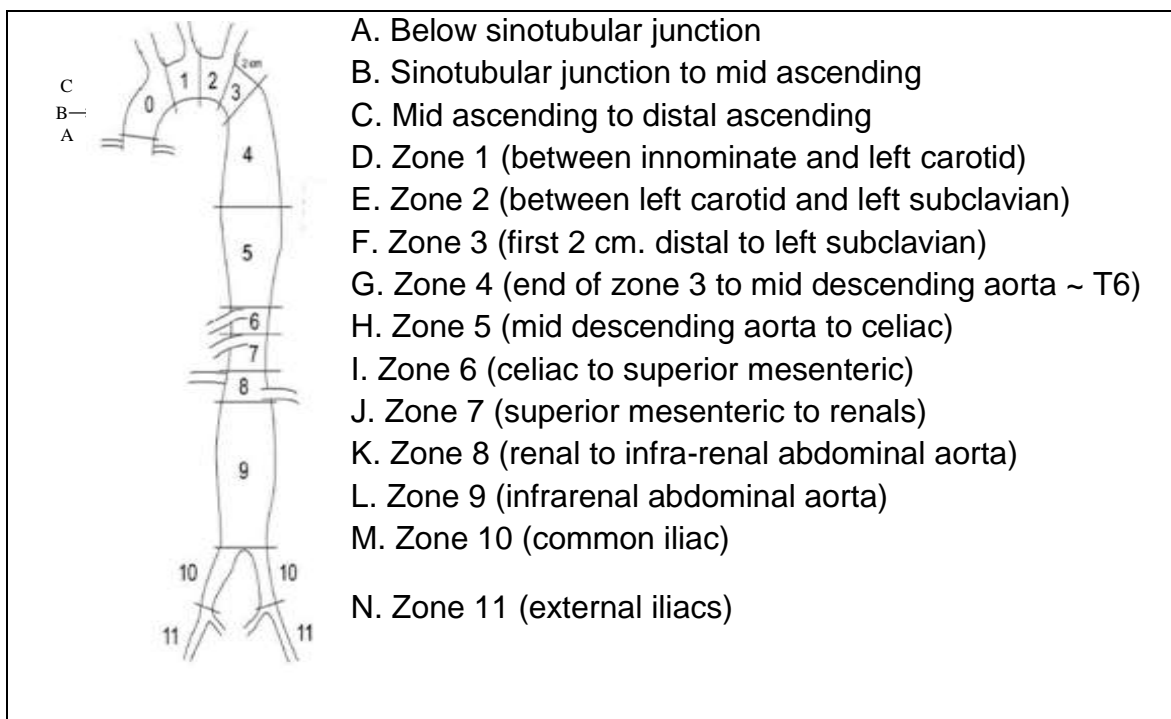 A. Below sinotubular junction
B. Sinotubular junction to mid ascending
C. Mid ascending to distal ascending
D. Zone 1 (between innominate and left carotid)
E. Zone 2 (between left carotid and left subclavian)
F. Zone 3 (first 2 cm. distal to left subclavian)
G. Zone 4 (end of zone 3 to mid descending aorta ~ T6)
H. Zone 5 (mid descending aorta to celiac)
I. Zone 6 (celiac to superior mesenteric)
J. Zone 7 (superior mesenteric to renals)
K. Zone 8 (renal to infra-renal abdominal aorta)
L. Zone 9 (infrarenal abdominal aorta)
M. Zone 10 (common iliac)
N. Zone 11 (external iliacs)
C
B
A
0
1
2
2 cm
3
4
5
6
7
8
9
10
10
11
11